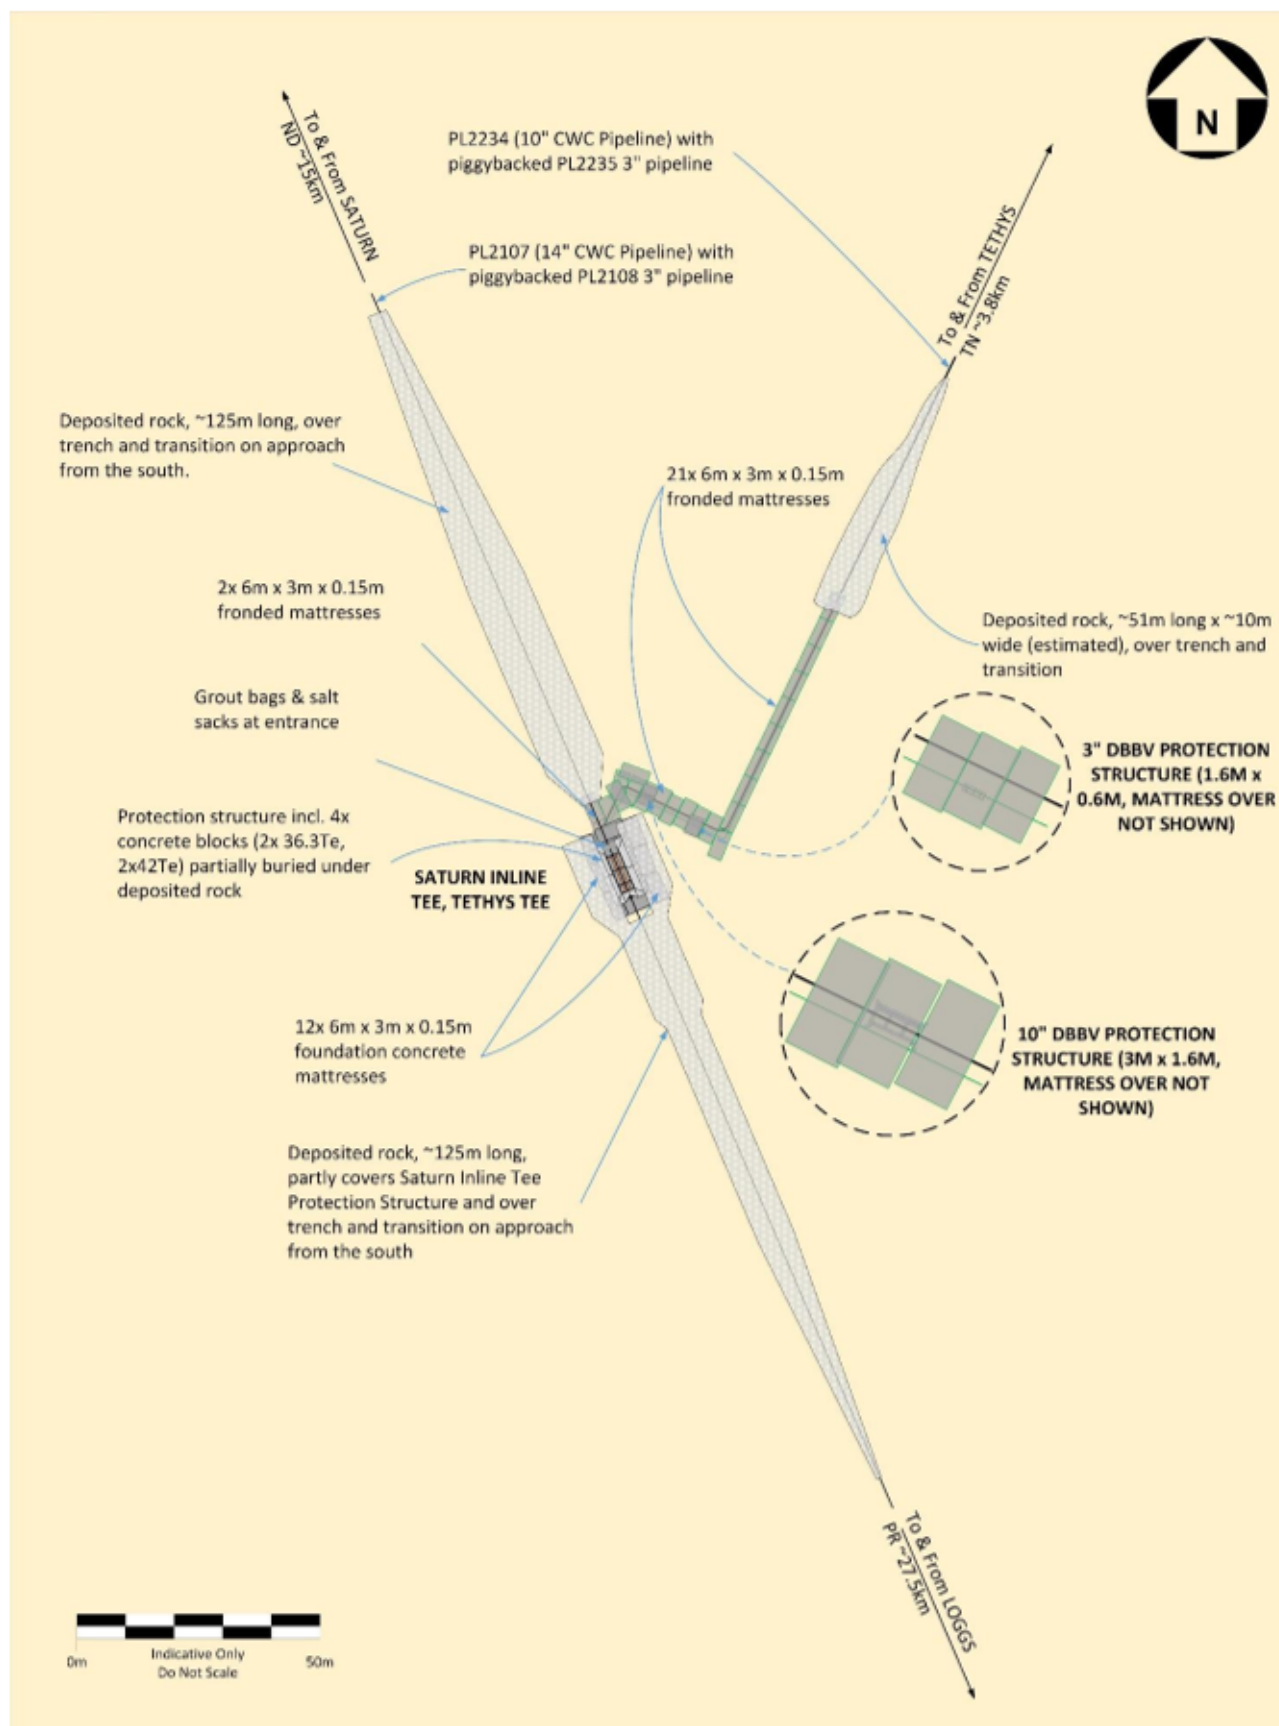 N
To & From SATURN
ND ~15km
PL2234 (10" CWC Pipeline) with
piggybacked PL2235 3" pipeline
PL2107 (14" CWC Pipeline) with
piggybacked PL2108 3" pipeline
To & From TETHYS
TN ~3.8km
Deposited rock, ~125m long, over
trench and transition on approach
from the south.
21x 6m x 3m x 0.15m
fronded mattresses
2x 6m x 3m x 0.15m
fronded mattresses
Deposited rock, ~51m long x ~10m
wide (estimated), over trench and
transition
Grout bags & salt
sacks at entrance
3" DBBV PROTECTION
STRUCTURE (1.6M x
0.6M, MATTRESS OVER
NOT SHOWN)
Protection structure incl. 4x
concrete blocks (2x 36.3Te,
2x42Te) partially buried under
deposited rock
SATURN INLINE
TEE, TETHYS TEE
12x 6m x 3m x 0.15m
foundation concrete
mattresses
10" DBBV PROTECTION
STRUCTURE (3M x 1.6M,
MATTRESS OVER NOT
SHOWN)
Deposited rock, ~125m long,
partly covers Saturn Inline Tee
Protection Structure and over
trench and transition on approach
from the south
To & From LOGGS
PR ~27.5km
0m
Indicative Only
Do Not Scale
50m